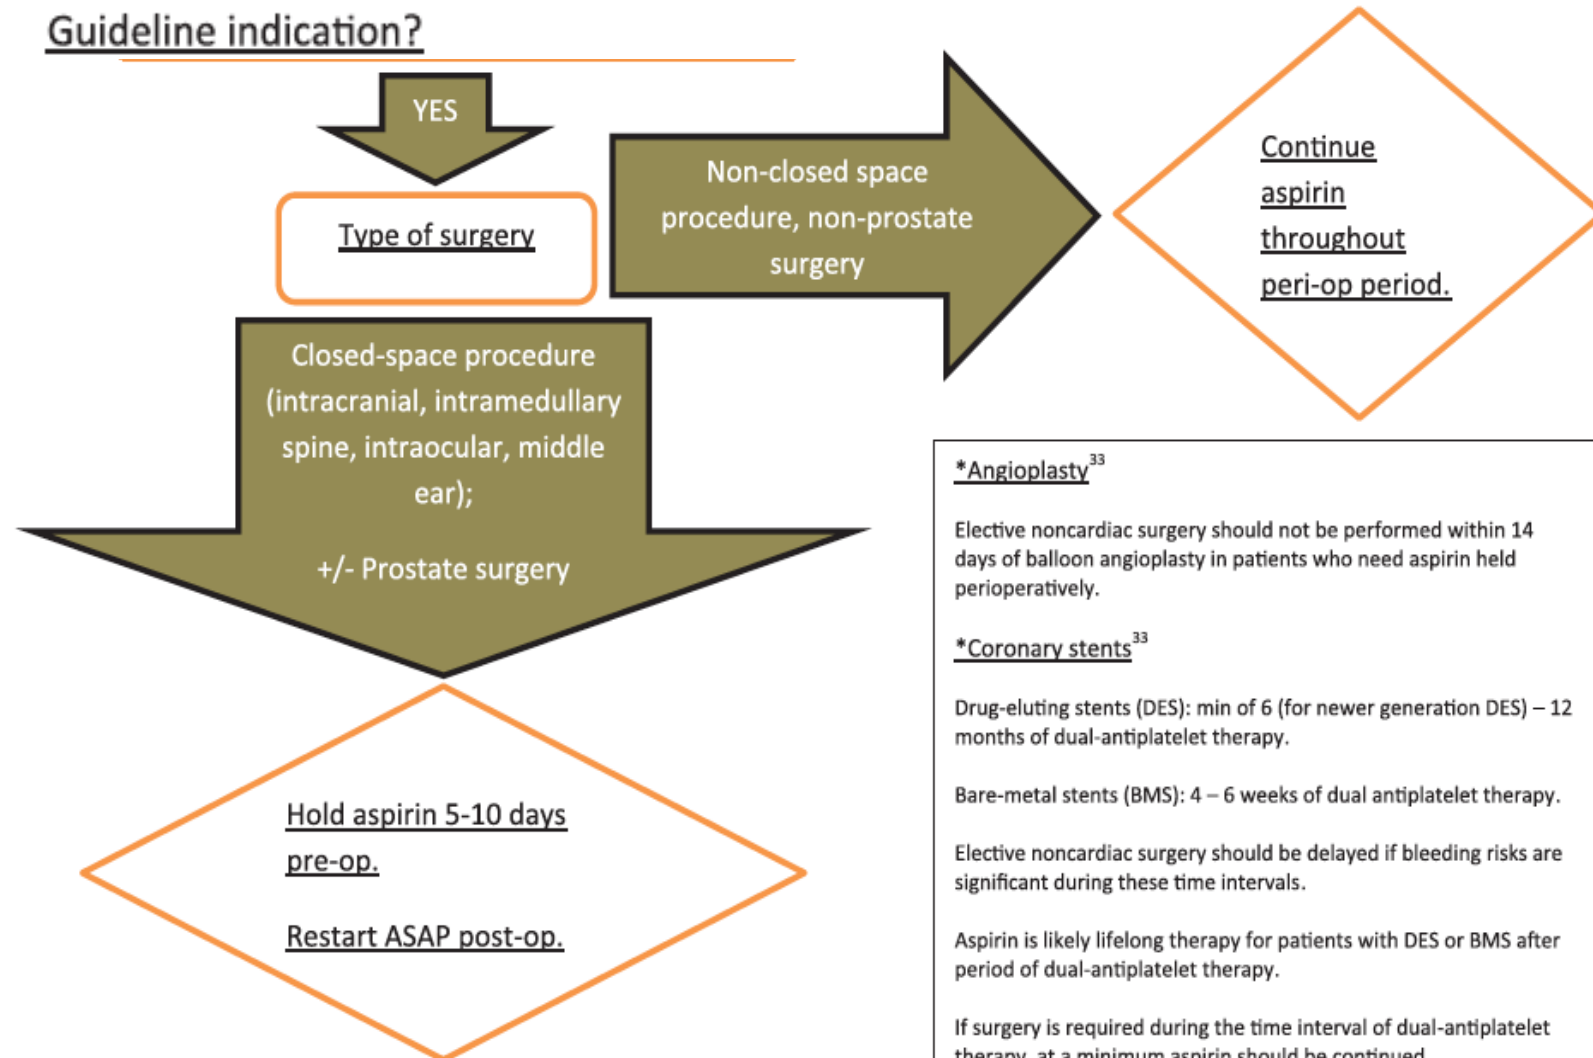 Guideline indication?
YES
Type of surgery
Non-closed space
procedure, non-prostate
surgery
Continue
aspirin
throughout
peri-op period.
Closed-space procedure
(intracranial, intramedullary
spine, intraocular, middle
ear);
+/- Prostate surgery
Hold aspirin 5-10 days
pre-op.
Restart ASAP post-op.
*Angioplasty33
Elective noncardiac surgery should not be performed within 14
days of balloon angioplasty in patients who need aspirin held
perioperatively.
*Coronary stents33
Drug-eluting stents (DES): min of 6 (for newer generation DES) – 12
months of dual-antiplatelet therapy.
Bare-metal stents (BMS): 4 – 6 weeks of dual antiplatelet therapy.
Elective noncardiac surgery should be delayed if bleeding risks are
significant during these time intervals.
Aspirin is likely lifelong therapy for patients with DES or BMS after
period of dual-antiplatelet therapy.
If surgery is required during the time interval of dual-antiplatelet
therapy, at a minimum aspirin should be continued